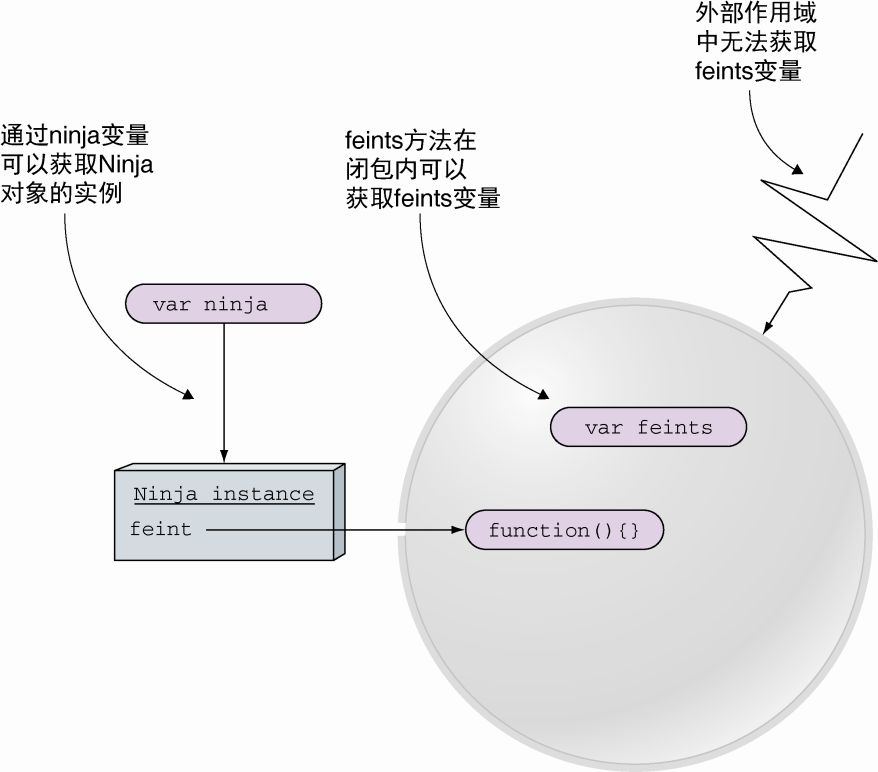 外部作用域
中无法获取
feints变量
通过ninja变量
可以获取Ninja
对象的实例
feints方法在
闭包内可以
获取feints变量
var ninja
var feints
Ninja instance
feint
function(){}